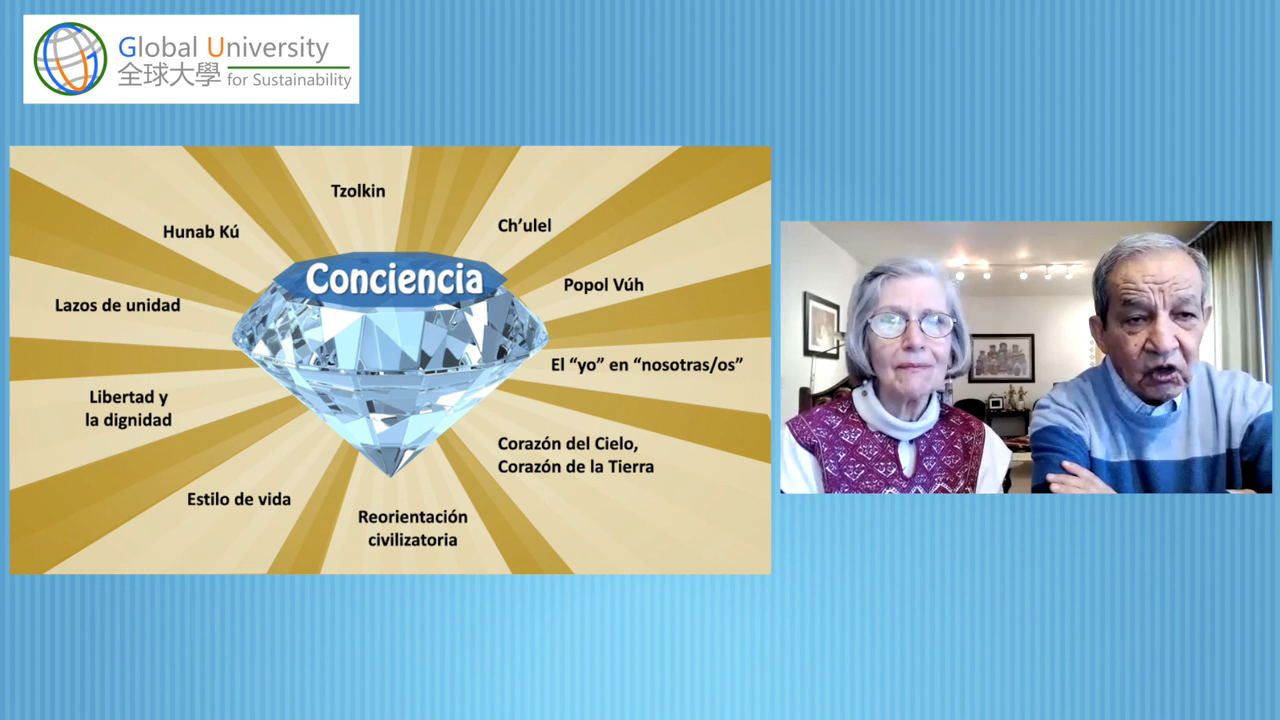 Global University
全球大學 for Sustainability
Tzolkin
Ch’ulel
Hunab Kú
Conciencia
Popol Vúh
Lazos de unidad
El “yo” en “nosotras/os”
Libertad y
la dignidad
Corazón del Cielo,
Corazón de la Tierra
Estilo de vida
Reorientación
civilizatoria